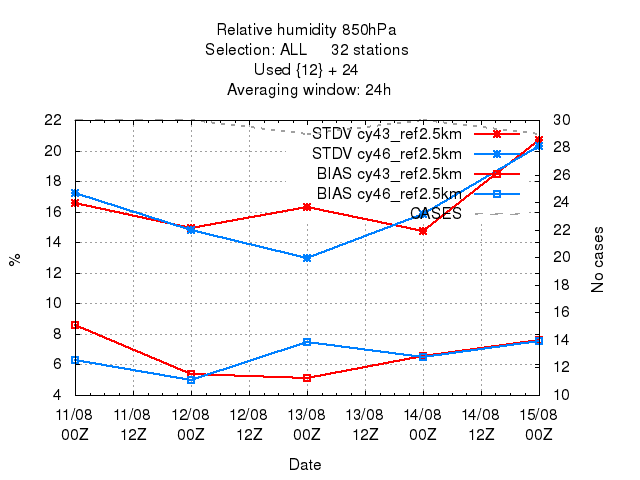 Relative humidity 850hPa
Selection: ALL 32 stations
Used {12} + 24
Averaging window: 24h
STDV cy43_ref2.5km
STDV cy46_ref2.5km
BIAS cy43_ref2.5km
BIAS cy46_ref2.5km
CASES
%
22
20
18
16
14
12
10
8
6
4
No cases
30
28
26
24
22
20
18
16
14
12
10
11/08 11/08 12/08 12/08 13/08 13/08 14/08 14/08 15/08
00Z 12Z 00Z 12Z 00Z 12Z 00Z 12Z 00Z
Date